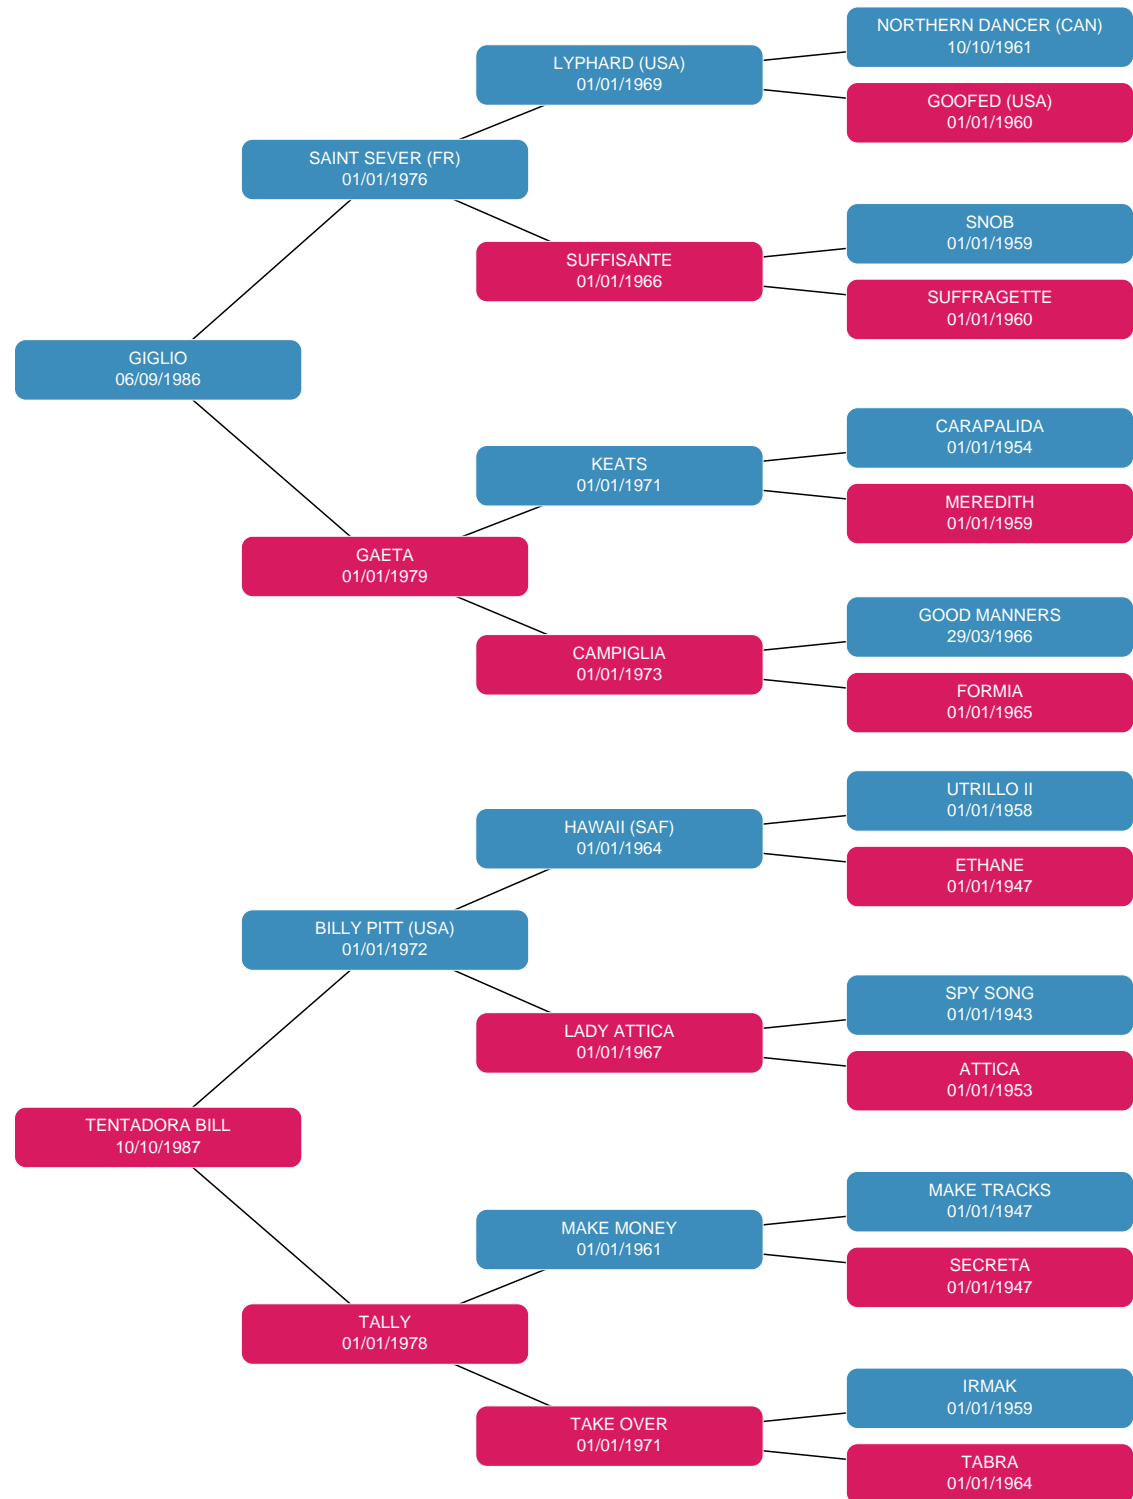 NORTHERN DANCER (CAN)
10/10/1961
LYPHARD (USA)
01/01/1969
GOOFED (USA)
01/01/1960
SAINT SEVER (FR)
01/01/1976
SNOB
01/01/1959
SUFFISANTE
01/01/1966
SUFFRAGETTE
01/01/1960
GIGLIO
06/09/1986
CARAPALIDA
01/01/1954
KEATS
01/01/1971
MEREDITH
01/01/1959
GAETA
01/01/1979
GOOD MANNERS
29/03/1966
CAMPIGLIA
01/01/1973
FORMIA
01/01/1965
UTRILLO II
01/01/1958
HAWAII (SAF)
01/01/1964
ETHANE
01/01/1947
BILLY PITT (USA)
01/01/1972
SPY SONG
01/01/1943
LADY ATTICA
01/01/1967
ATTICA
01/01/1953
TENTADORA BILL
10/10/1987
MAKE TRACKS
01/01/1947
MAKE MONEY
01/01/1961
SECRETA
01/01/1947
TALLY
01/01/1978
IRMAK
01/01/1959
TAKE OVER
01/01/1971
TABRA
01/01/1964